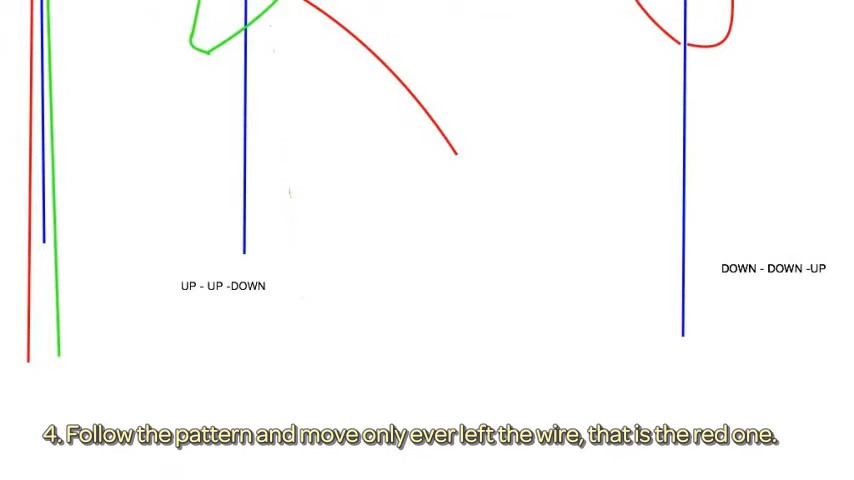 DOWN - DOWN -UP
UP - UP -DOWN
4. Follow the pattern and move only ever left the wire, that is the red one.